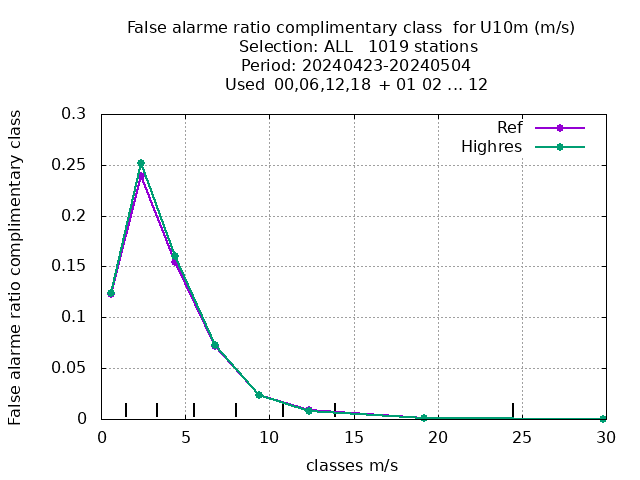 False alarme ratio complimentary class  for U10m (m/s)
Selection: ALL   1019 stations
Period: 20240423-20240504
Used  00,06,12,18 + 01 02 ... 12
False alarme ratio complimentary class
0.3
0.25
0.2
0.15
0.1
0.05
0
Ref
Highres
0 5 10 15 20 25 30
classes m/s